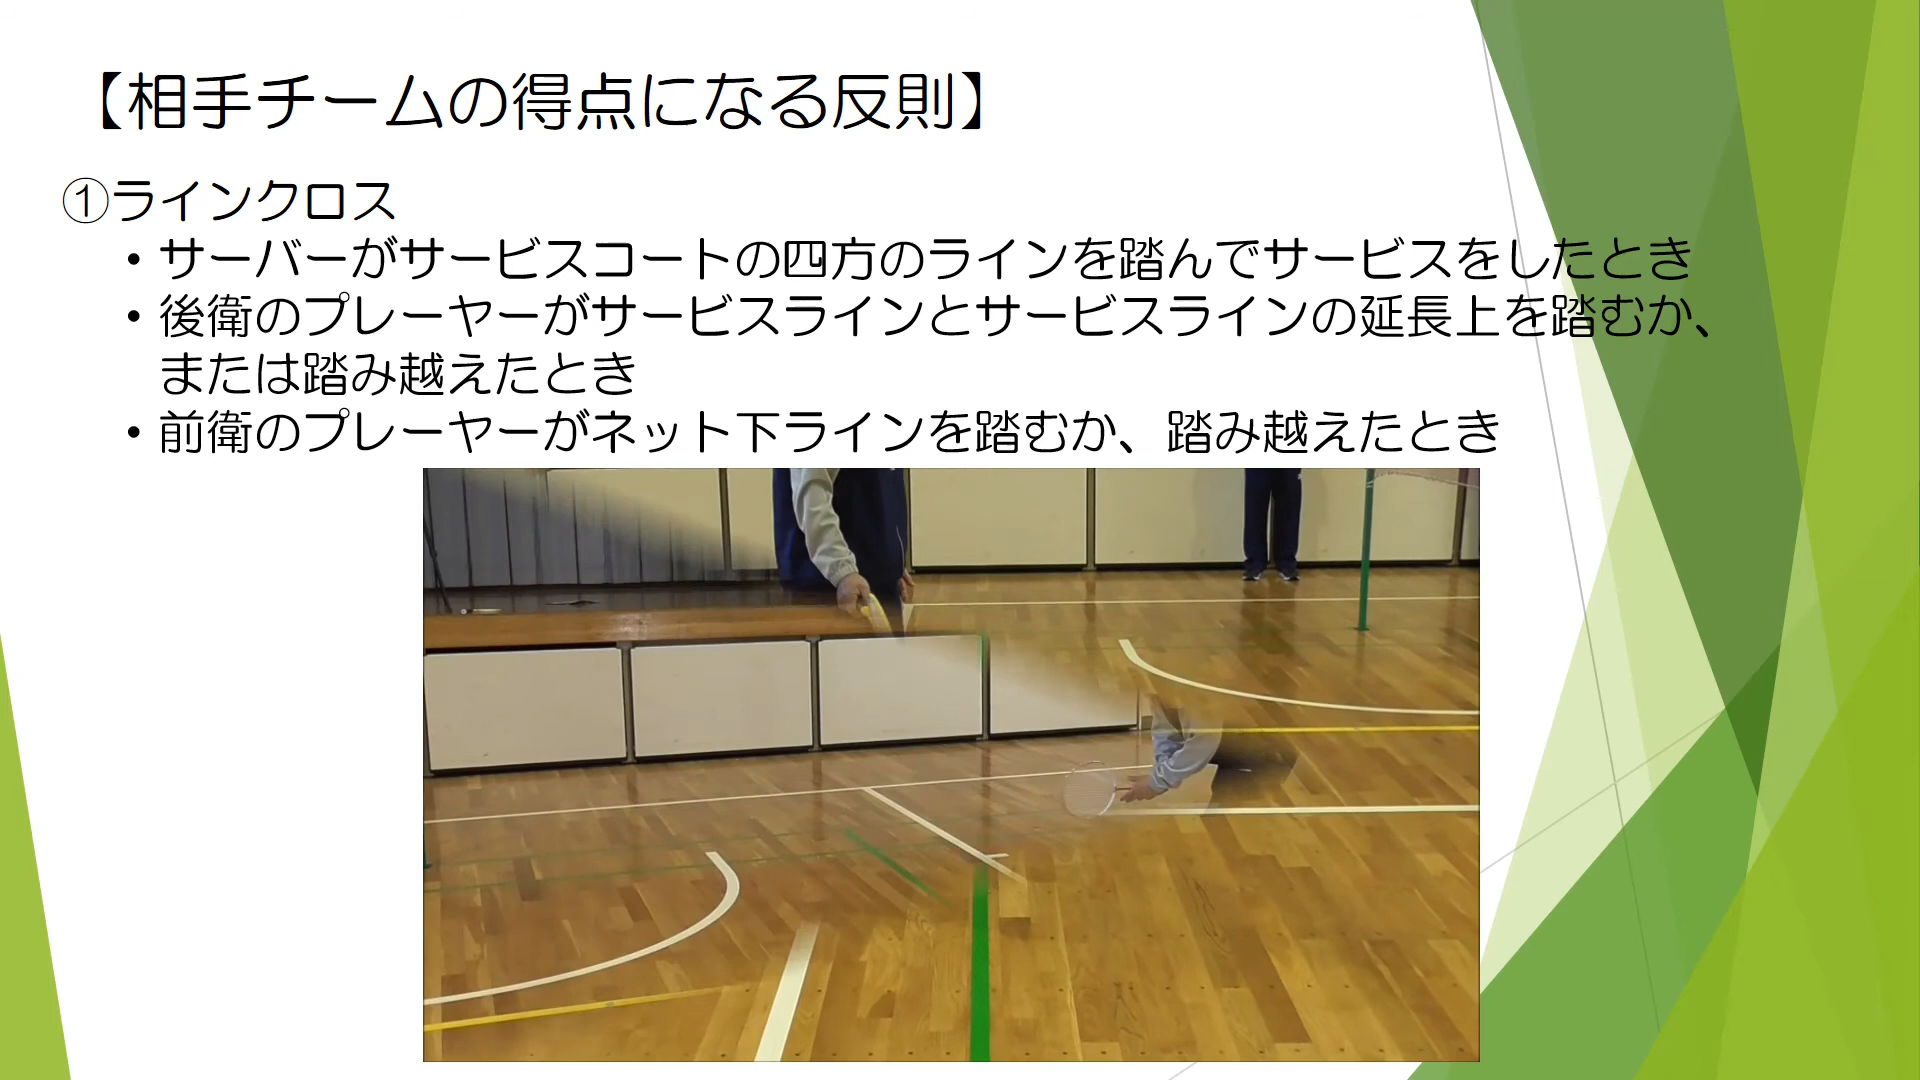 【相手チームの得点になる反則】
①ラインクロス
・サーバーがサービスコートの四方のラインを踏んでサービスをしたとき
・後衛のプレーヤーがサービスラインとサービスラインの延長上を踏むか、
または踏み越えたとき
・前衛のプレーヤーがネット下ラインを踏むか、踏み越えたとき